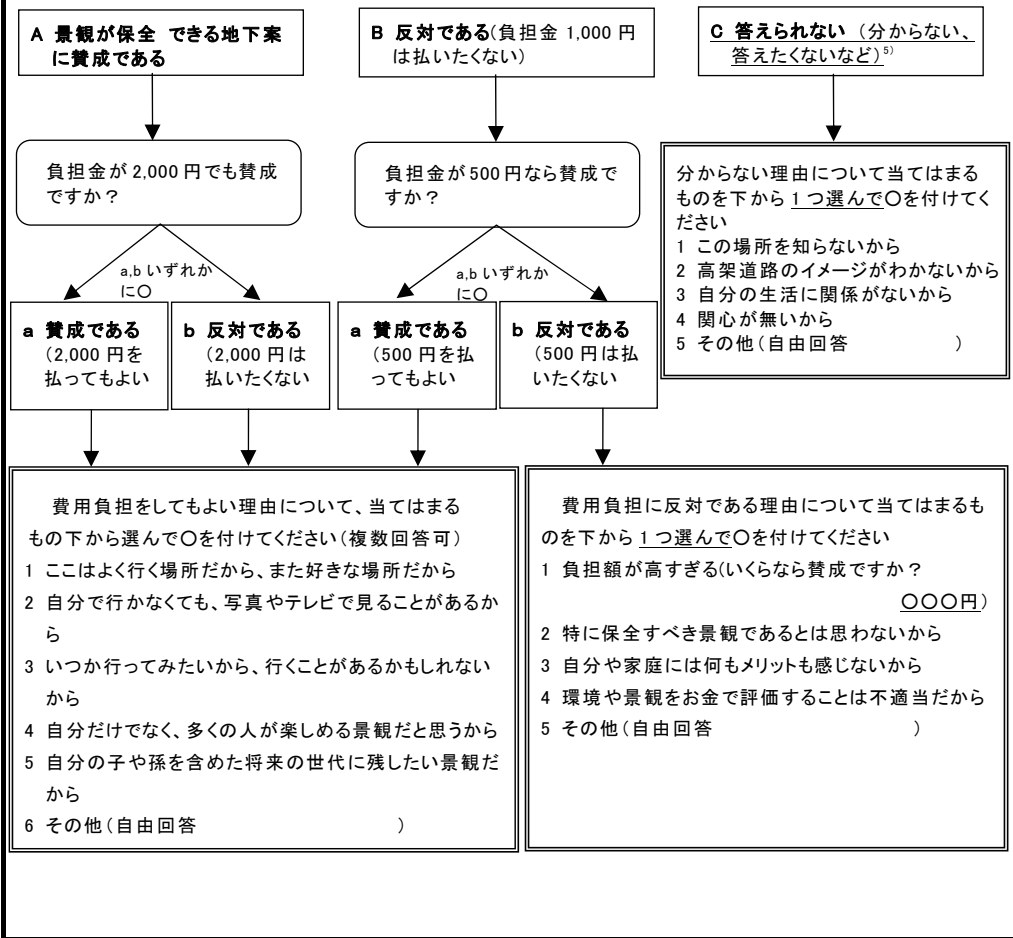 A 景観が保全 できる地下案
に賛成である
B 反対である(負担金 1,000 円
は払いたくない)
C 答えられない (分からない、
答えたくないなど)5)
負担金が 2,000 円でも賛成
ですか?
負担金が 500 円なら賛成で
すか?
分からない理由について当てはまる
ものを下から 1 つ選んで○を付けてく
ださい
1 この場所を知らないから
2 高架道路のイメージがわかないから
3 自分の生活に関係がないから
4 関心が無いから
5 その他(自由回答 )
a,b いずれか
に○
a,b いずれか
に○
a 賛成である
(2,000 円を
払ってもよい
b 反対である
(2,000 円は
払いたくない
a 賛成である
(500 円を払
ってもよい
b 反対である
(500 円は払
いたくない
費用負担をしてもよい理由について、当てはまる
もの下から選んで○を付けてください(複数回答可)
1 ここはよく行く場所だから、また好きな場所だから
2 自分で行かなくても、写真やテレビで見ることがあるか
ら
3 いつか行ってみたいから、行くことがあるかもしれない
から
4 自分だけでなく、多くの人が楽しめる景観だと思うから
5 自分の子や孫を含めた将来の世代に残したい景観だ
から
6 その他(自由回答 )
費用負担に反対である理由について当てはまるも
のを下から 1 つ選んで○を付けてください
1 負担額が高すぎる(いくらなら賛成ですか?
○○○円)
2 特に保全すべき景観であるとは思わないから
3 自分や家庭には何もメリットも感じないから
4 環境や景観をお金で評価することは不適当だから
5 その他(自由回答 )